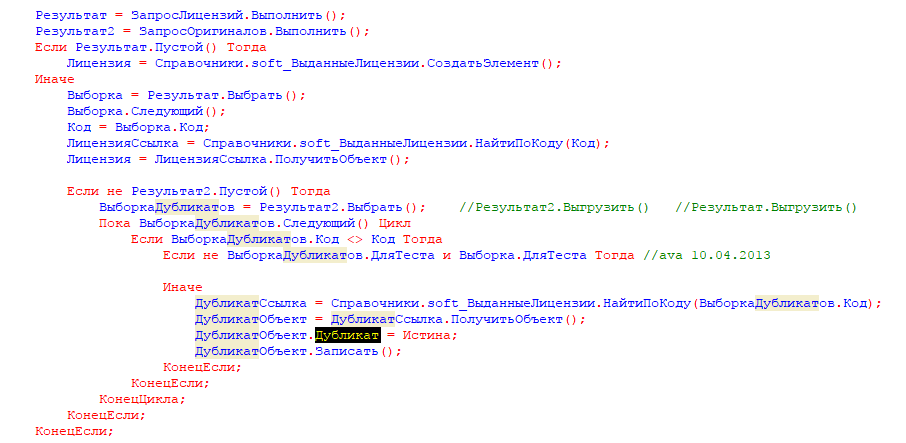 Результат = ЗапросЛицензий.Выполнить();
Результат2 = ЗапросОригиналов.Выполнить();
Если Результат.Пустой() Тогда
Лицензия = Справочники.soft_ВыданныеЛицензии.СоздатьЭлемент();
Иначе
Выборка = Результат.Выбрать();
Выборка.Следующий();
Код = Выборка.Код;
ЛицензияСсылка = Справочники.soft_ВыданныеЛицензии.НайтиПоКоду(Код);
Лицензия = ЛицензияСсылка.ПолучитьОбъект();
Если не Результат2.Пустой() Тогда
ВыборкаДубликатов = Результат2.Выбрать(); //Результат2.Выгрузить() //Результат.Выгрузить()
Пока ВыборкаДубликатов.Следующий() Цикл
Если ВыборкаДубликатов.Код <> Код Тогда
Если не ВыборкаДубликатов.ДляТеста и Выборка.ДляТеста Тогда //ava 10.04.2013
Иначе
ДубликатСсылка = Справочники.soft_ВыданныеЛицензии.НайтиПоКоду(ВыборкаДубликатов.Код);
ДубликатОбъект = ДубликатСсылка.ПолучитьОбъект();
ДубликатОбъект.Дубликат = Истина;
ДубликатОбъект.Записать();
КонецЕсли;
КонецЕсли;
КонецЦикла;
КонецЕсли;
КонецЕсли;